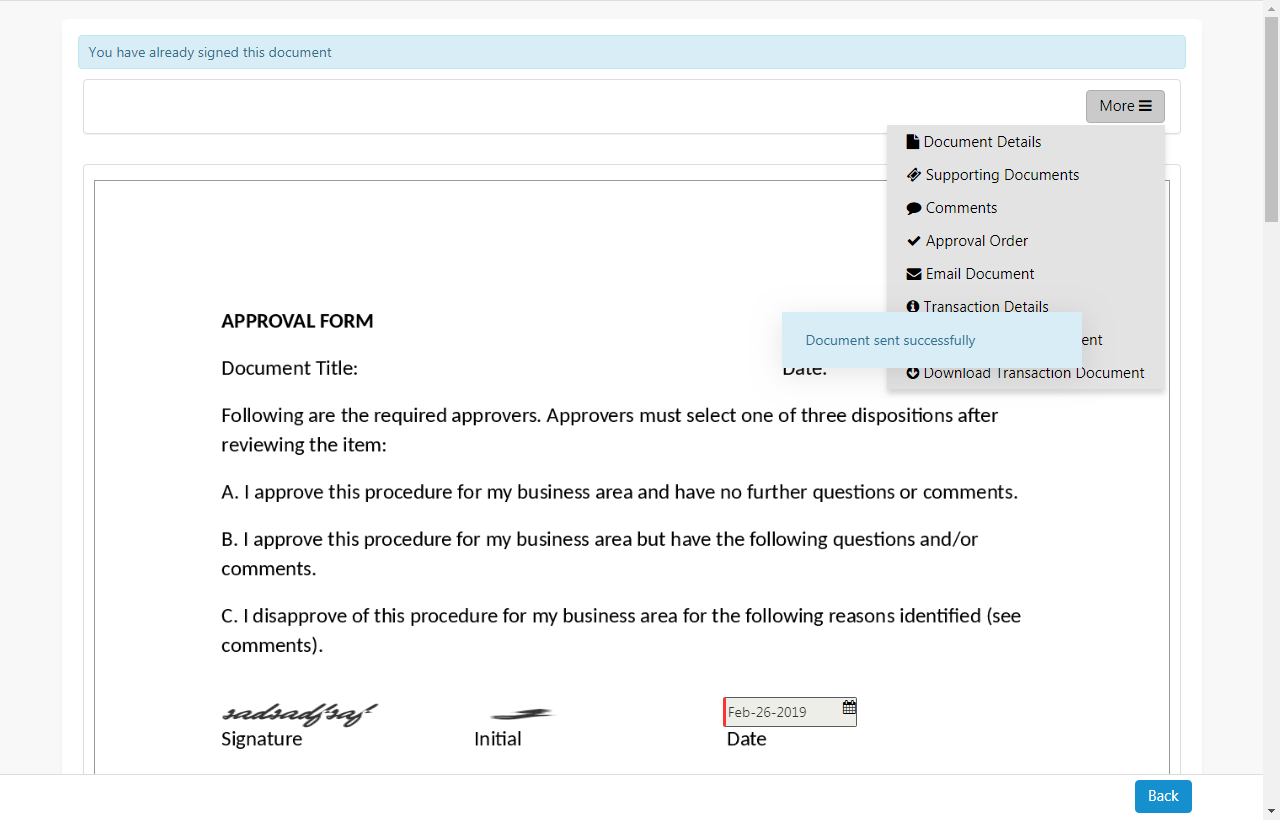 You have already signed this document
More
Document Details
Supporting Documents
Comments
Approval Order
Email Document
Transaction Details
Document sent successfully
Download Transaction Document
APPROVAL FORM
Document Title:
Date:
Following are the required approvers. Approvers must select one of three dispositions after
reviewing the item:
A. I approve this procedure for my business area and have no further questions or comments.
B. I approve this procedure for my business area but have the following questions and/or
comments.
C. I disapprove of this procedure for my business area for the following reasons identified (see
comments).
Feb-26-2019
Signature Initial Date
Back